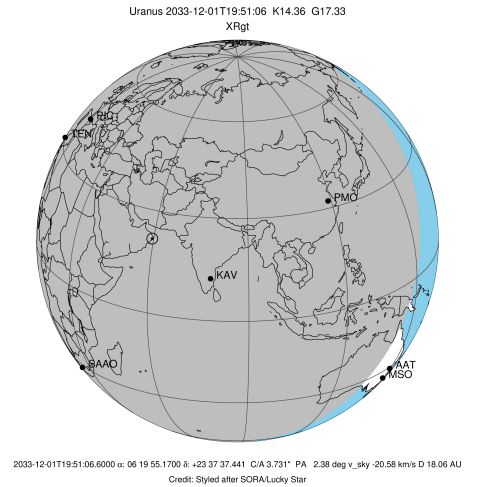 Uranus 2033-12-01T19:51:06 K14.36 G17.33
XRgt
PIC
TEN
PMO
KAV
SAAO
AAT
MSO
2033-12-01T19:51:06.6000 α: 06 19 55.1700 δ: +23 37 37.441 C/A 3.731" PA 2.38 deg v_sky -20.58 km/s D 18.06 AU
Credit: Styled after SORA/Lucky Star